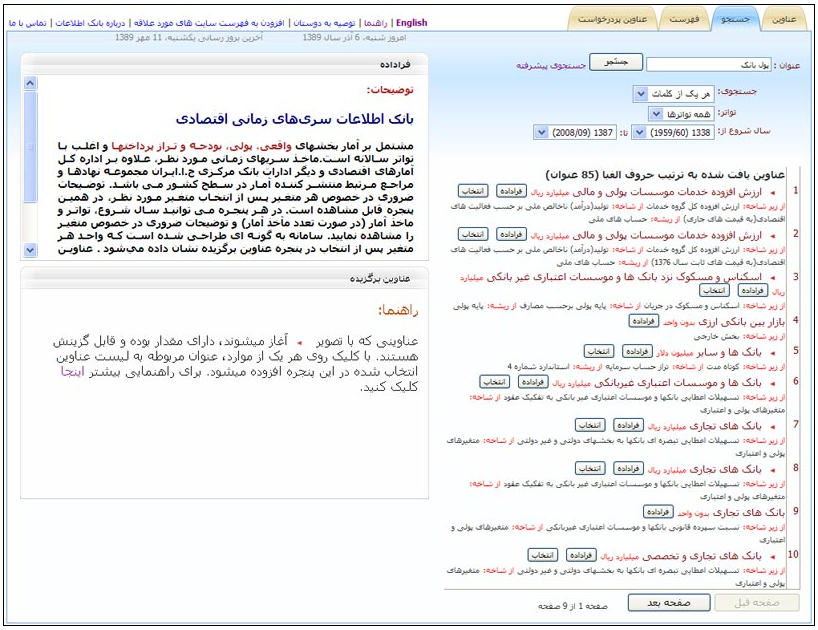 عناوین
جستجو
فهرست
عناوین پردرخواست
English | راهنما | توصیه به دوستان | افزودن به فهرست سایت های مورد علاقه | درباره بانک اطلاعات | تماس با ما
امروز شنبه، 6 آذر سال 1389 آخرین بروز رسانی یکشنبه، 11 مهر 1389
عنوان : پول بانک جستجو جستجوی پیشرفته
جستجوی: هر یک از کلمات
تواتر: همه تواترها
سال شروع از: 1338 (1959/60) تا: 1387 (2008/09)
عناوین یافت شده به ترتیب حروف الفبا (85 عنوان)
1 ارزش افزوده خدمات موسسات پولی و مالی میلیارد ریال فراداده انتخاب
از زیر شاخه: ارزش افزوده کل گروه خدمات از شاخه: تولید(درآمد) ناخالص ملی بر حسب فعالیت های
اقتصادی(به قیمت های جاری) از ریشه: حساب های ملی
2 ارزش افزوده خدمات موسسات پولی و مالی میلیارد ریال فراداده انتخاب
از زیر شاخه: ارزش افزوده کل گروه خدمات از شاخه: تولید(درآمد) ناخالص ملی بر حسب فعالیت های
اقتصادی(به قیمت های ثابت سال 1376) از ریشه: حساب های ملی
3 اسکناس و مسکوک نزد بانک ها و موسسات اعتباری غیر بانکی میلیارد
ریال فراداده انتخاب
از زیر شاخه: اسکناس و مسکوک در جریان از شاخه: پایه پولی برحسب مصارف از ریشه: پایه پولی
4 بازار بین بانکی ارزی بدون واحد فراداده
از زیر شاخه: بخش خارجی
5 بانک ها و سایر میلیون دلار فراداده انتخاب
از زیر شاخه: کوتاه مدت از شاخه: تراز حساب سرمایه از ریشه: استاندارد شماره 4
6 بانک ها و موسسات اعتباری غیربانکی میلیارد ریال فراداده انتخاب
از زیر شاخه: تسهیلات اعطایی بانکها و موسسات اعتباری غیر بانکی به تفکیک عقود از شاخه:
متغیرهای پولی و اعتباری
7 بانک های تجاری میلیارد ریال فراداده انتخاب
از زیر شاخه: تسهیلات اعطایی تبصره ای بانکها به بخشهای دولتی و غیر دولتی از شاخه: متغیرهای
پولی و اعتباری
8 بانک های تجاری میلیارد ریال فراداده انتخاب
از زیر شاخه: تسهیلات اعطایی بانکها و موسسات اعتباری غیر بانکی به تفکیک عقود از شاخه:
متغیرهای پولی و اعتباری
9 بانک های تجاری بدون واحد فراداده
از زیر شاخه: نسبت سپرده قانونی بانکها و موسسات اعتباری غیربانکی از شاخه: متغیرهای پولی و
اعتباری
10 بانک های تجاری و تخصصی میلیارد ریال فراداده انتخاب
از زیر شاخه: تسهیلات اعطایی تبصره ای بانکها به بخشهای دولتی و غیر دولتی از شاخه: متغیرهای
پولی و اعتباری
صفحه قبل صفحه بعد صفحه 1 از 9 صفحه
فراداده
توضیحات:
بانک اطلاعات سری‌های زمانی اقتصادی
مشتمل بر آمار بخشهای واقعی، پولی، بودجه و تراز پرداختها و اغلب با
تواتر سالانه است.ماخذ سریهای زمانی مورد نظر، علاوه بر اداره کل
آمارهای اقتصادی و دیگر ادارات بانک مرکزی ج.ا.ایران مجموعه نهادها و
مراجع مرتبط منتشر کننده آمار در سطح کشور می باشد. توضیحات
ضروری در خصوص هر متغیر پس از انتخاب متغیر مورد نظر، در همین
پنجره قابل مشاهده است. در هر پنجره می توانید سال شروع، تواتر و
ماخذ آمار (در صورت تعدد مآخذ آمار) و توضیحات ضروری در خصوص متغیر
را مشاهده نمایید. سامانه به گونه ای طراحی شده است که واحد هر
متغیر پس از انتخاب در پنجره عناوین برگزیده نشان داده می‌شود . عناوین
عناوین برگزیده
راهنما:
عناوینی که با تصویر آغاز میشوند، دارای مقدار بوده و قابل گزینش
هستند. با کلیک روی هر یک از موارد، عنوان مربوطه به لیست عناوین
انتخاب شده در این پنجره افزوده میشود. برای راهنمایی بیشتر اینجا
کلیک کنید.